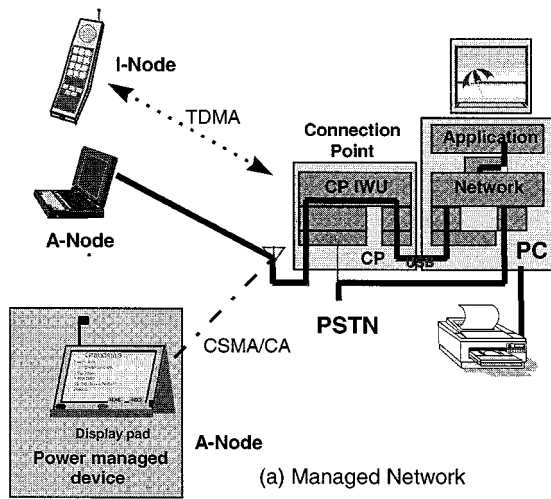 I-Node
TDMA
Connection
Point
Application
CP IWU
Network
A-Node
CP
USB
PC
PSTN
CSMA/CA
Display pad
A-Node
Power managed
device
(a) Managed Network